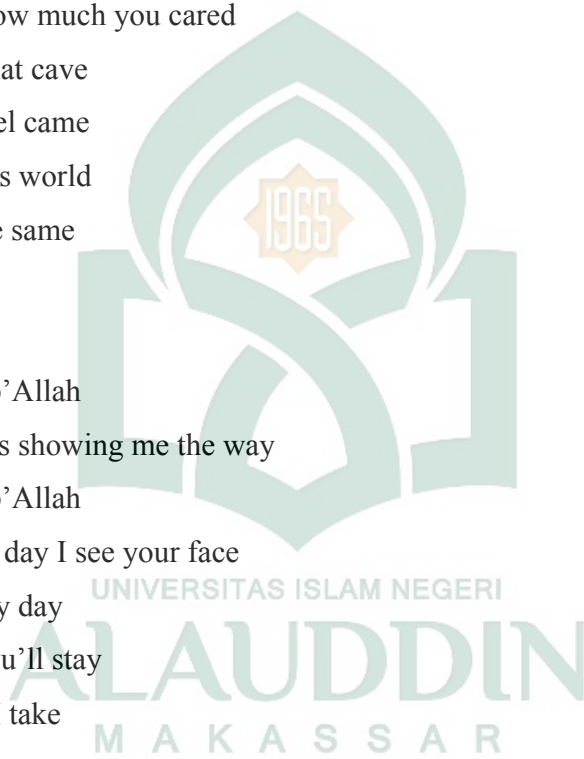 ow much you cared
at cave
el came
s world
1965
e same
o’Allah
s showing me the way
o’Allah
day I see your face
UNIVERSITAS ISLAM NEGERI
y day
u’ll stay
ALAUDDIN
I take
MAKASSAR